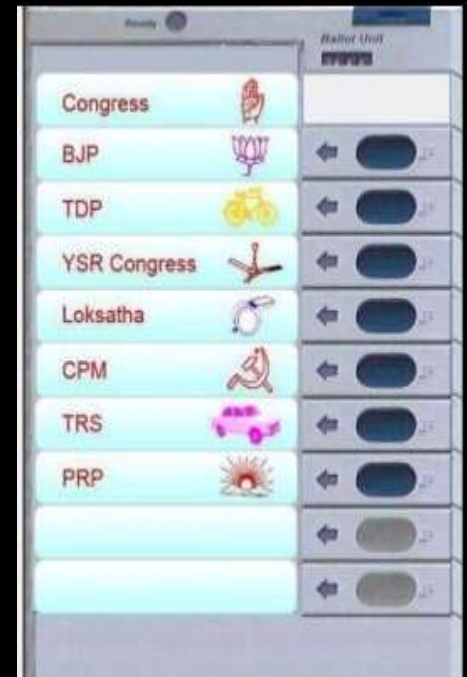 Ready
Ballot Unit
Congress
BJP
TDP
YSR Congress
Loksatha
CPM
TRS
PRP